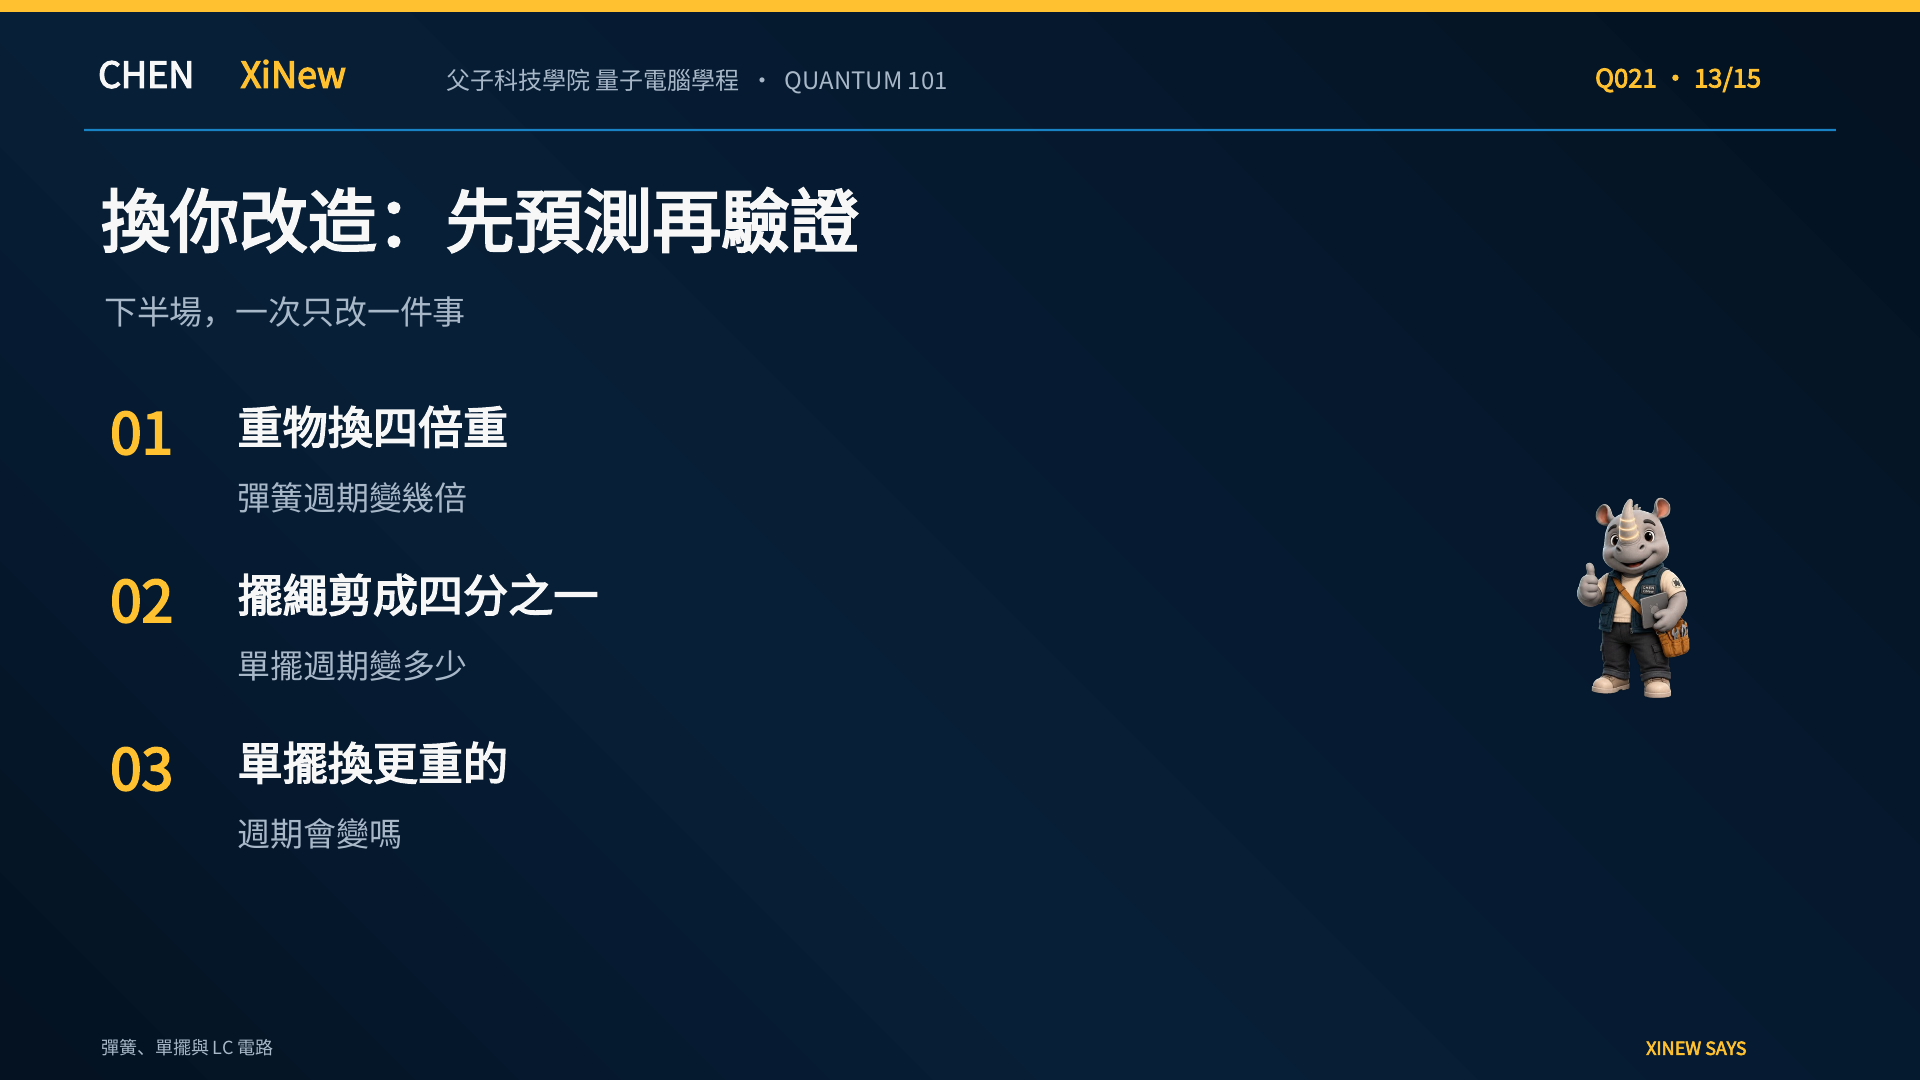 CHEN XiNew 父子科技學院 量子電腦學程 · QUANTUM 101 Q021 · 13/15
換你改造：先預測再驗證
下半場，一次只改一件事
01 重物換四倍重
彈簧週期變幾倍
02 擺繩剪成四分之一
單擺週期變多少
03 單擺換更重的
週期會變嗎
彈簧、單擺與 LC 電路 XINEW SAYS